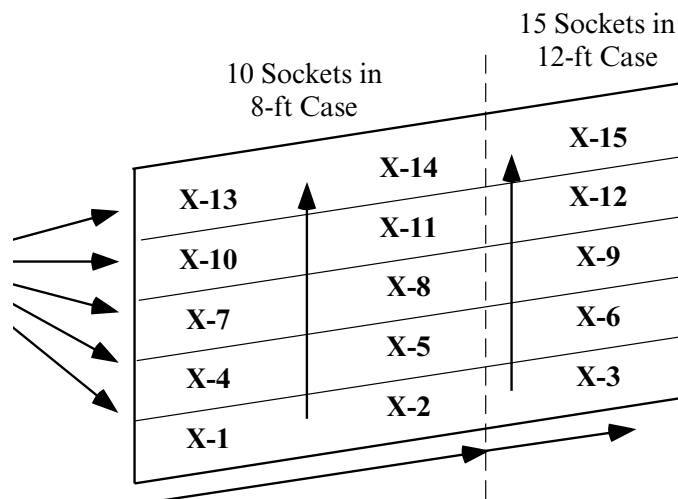 15 Sockets in
12-ft Case
10 Sockets in
8-ft Case
X-13 X-14 X-15
X-10 X-11 X-12
X-7 X-8 X-9
X-4 X-5 X-6
X-1 X-2 X-3